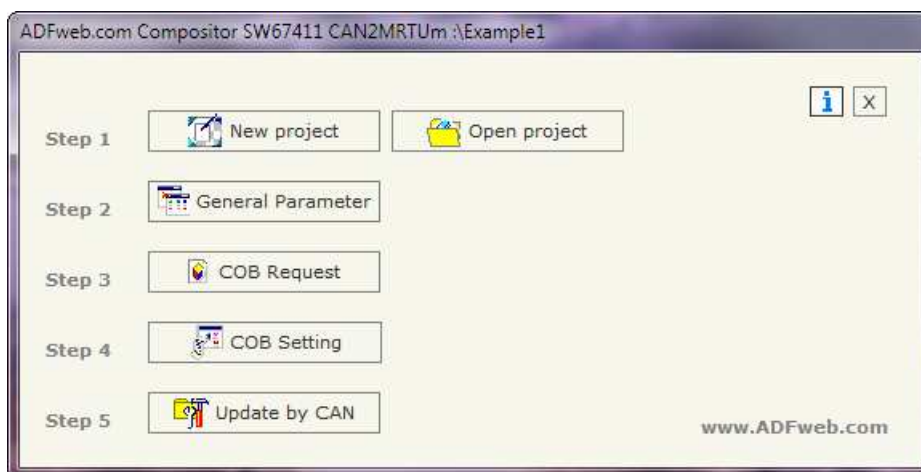 ADFweb.com Compositor SW67411 CAN2MRTUm :\Example1
i X
Step 1 New project Open project
Step 2 General Parameter
Step 3 COB Request
Step 4 COB Setting
Step 5 Update by CAN
www.ADFweb.com